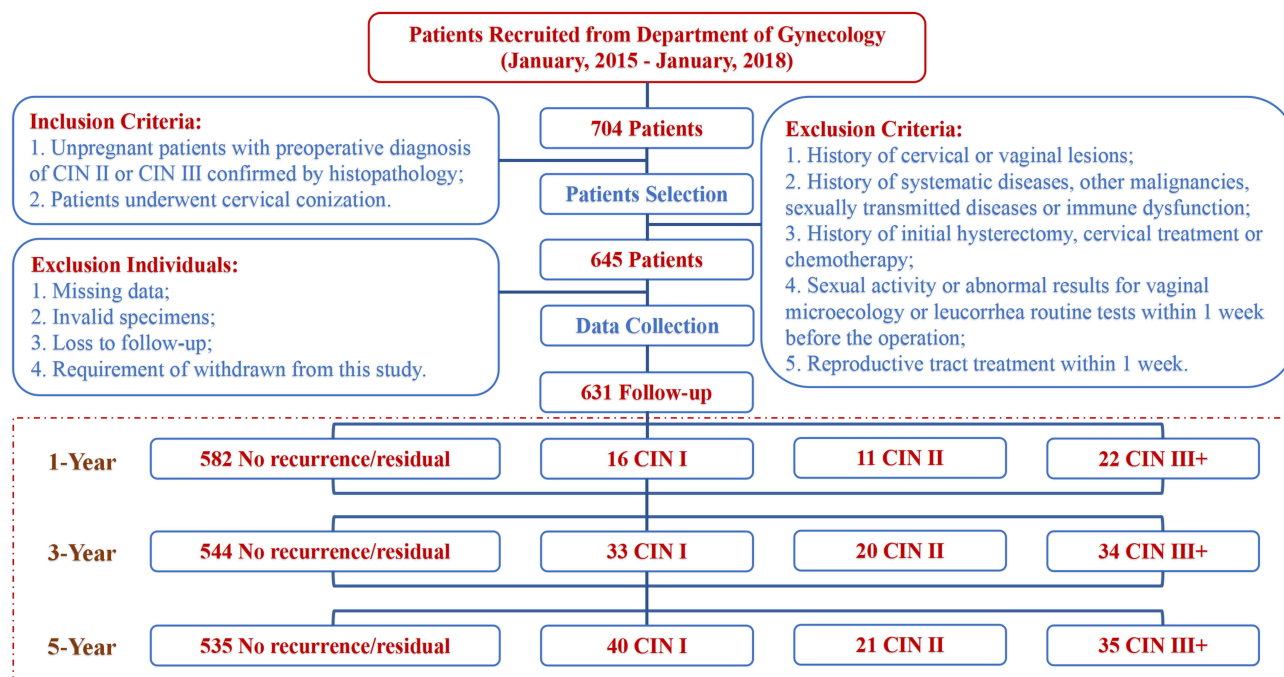 Patients Recruited from Department of Gynecology
(January, 2015 - January, 2018)
704 Patients
Inclusion Criteria:
1. Unpregnant patients with preoperative diagnosis
of CIN II or CIN III confirmed by histopathology;
2. Patients underwent cervical conization.
Patients Selection
Exclusion Criteria:
1. History of cervical or vaginal lesions;
2. History of systematic diseases, other malignancies,
sexually transmitted diseases or immune dysfunction;
3. History of initial hysterectomy, cervical treatment or
chemotherapy;
4. Sexual activity or abnormal results for vaginal
microecology or leucorrhea routine tests within 1 week
before the operation;
5. Reproductive tract treatment within 1 week.
645 Patients
Exclusion Individuals:
1. Missing data;
2. Invalid specimens;
3. Loss to follow-up;
4. Requirement of withdrawn from this study.
Data Collection
631 Follow-up
1-Year 582 No recurrence/residual 16 CIN I 11 CIN II 22 CIN III+
3-Year 544 No recurrence/residual 33 CIN I 20 CIN II 34 CIN III+
5-Year 535 No recurrence/residual 40 CIN I 21 CIN II 35 CIN III+